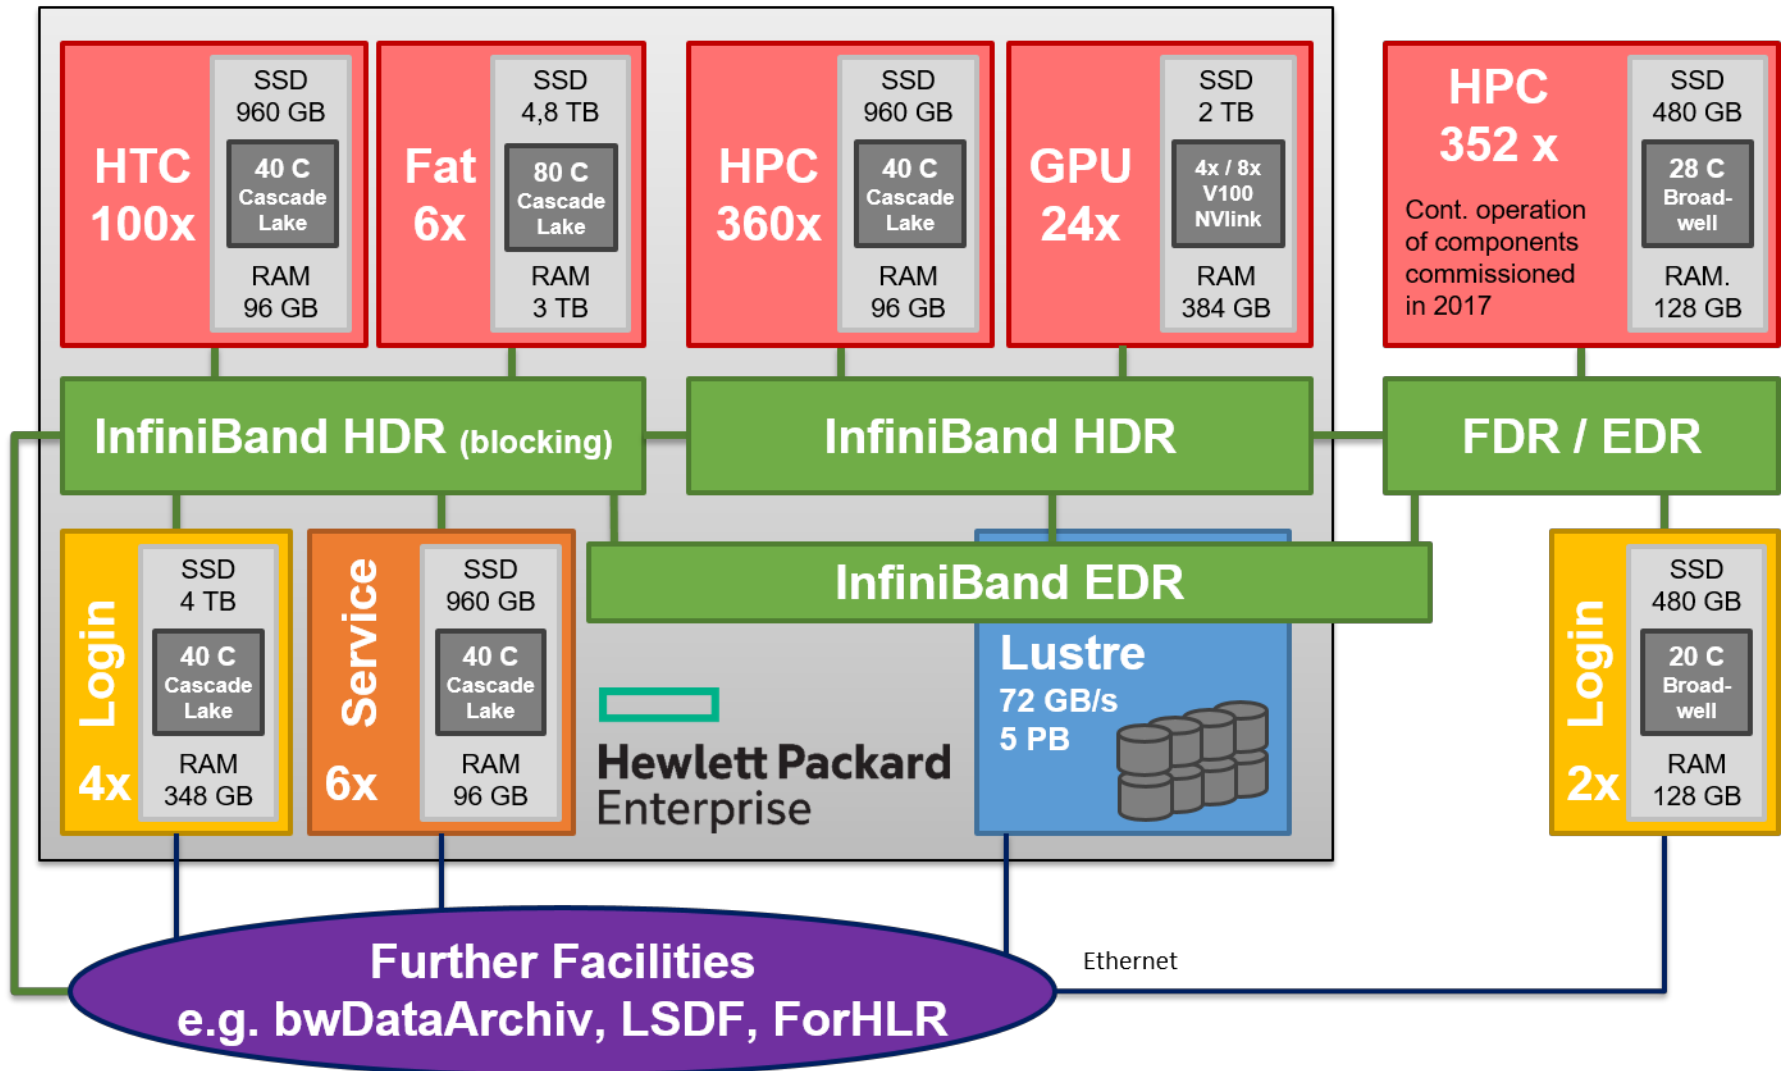 HTC
100x
SSD
960 GB
40 C
Cascade
Lake
RAM
96 GB
Fat
6x
SSD
4,8 TB
80 C
Cascade
Lake
RAM
3 TB
HPC
360x
SSD
960 GB
40 C
Cascade
Lake
RAM
96 GB
GPU
24x
SSD
2 TB
4x / 8x
V100
NVlink
RAM
384 GB
HPC
352 x
Cont. operation
of components
commissioned
in 2017
SSD
480 GB
28 C
Broad-
well
RAM.
128 GB
InfiniBand HDR (blocking)
InfiniBand HDR
FDR / EDR
InfiniBand EDR
Login
4x
SSD
4 TB
40 C
Cascade
Lake
RAM
348 GB
Service
6x
SSD
960 GB
40 C
Cascade
Lake
RAM
96 GB
Hewlett Packard
Enterprise
Lustre
72 GB/s
5 PB
Login
2x
SSD
480 GB
20 C
Broad-
well
RAM
128 GB
Further Facilities
e.g. bwDataArchiv, LSDF, ForHLR
Ethernet